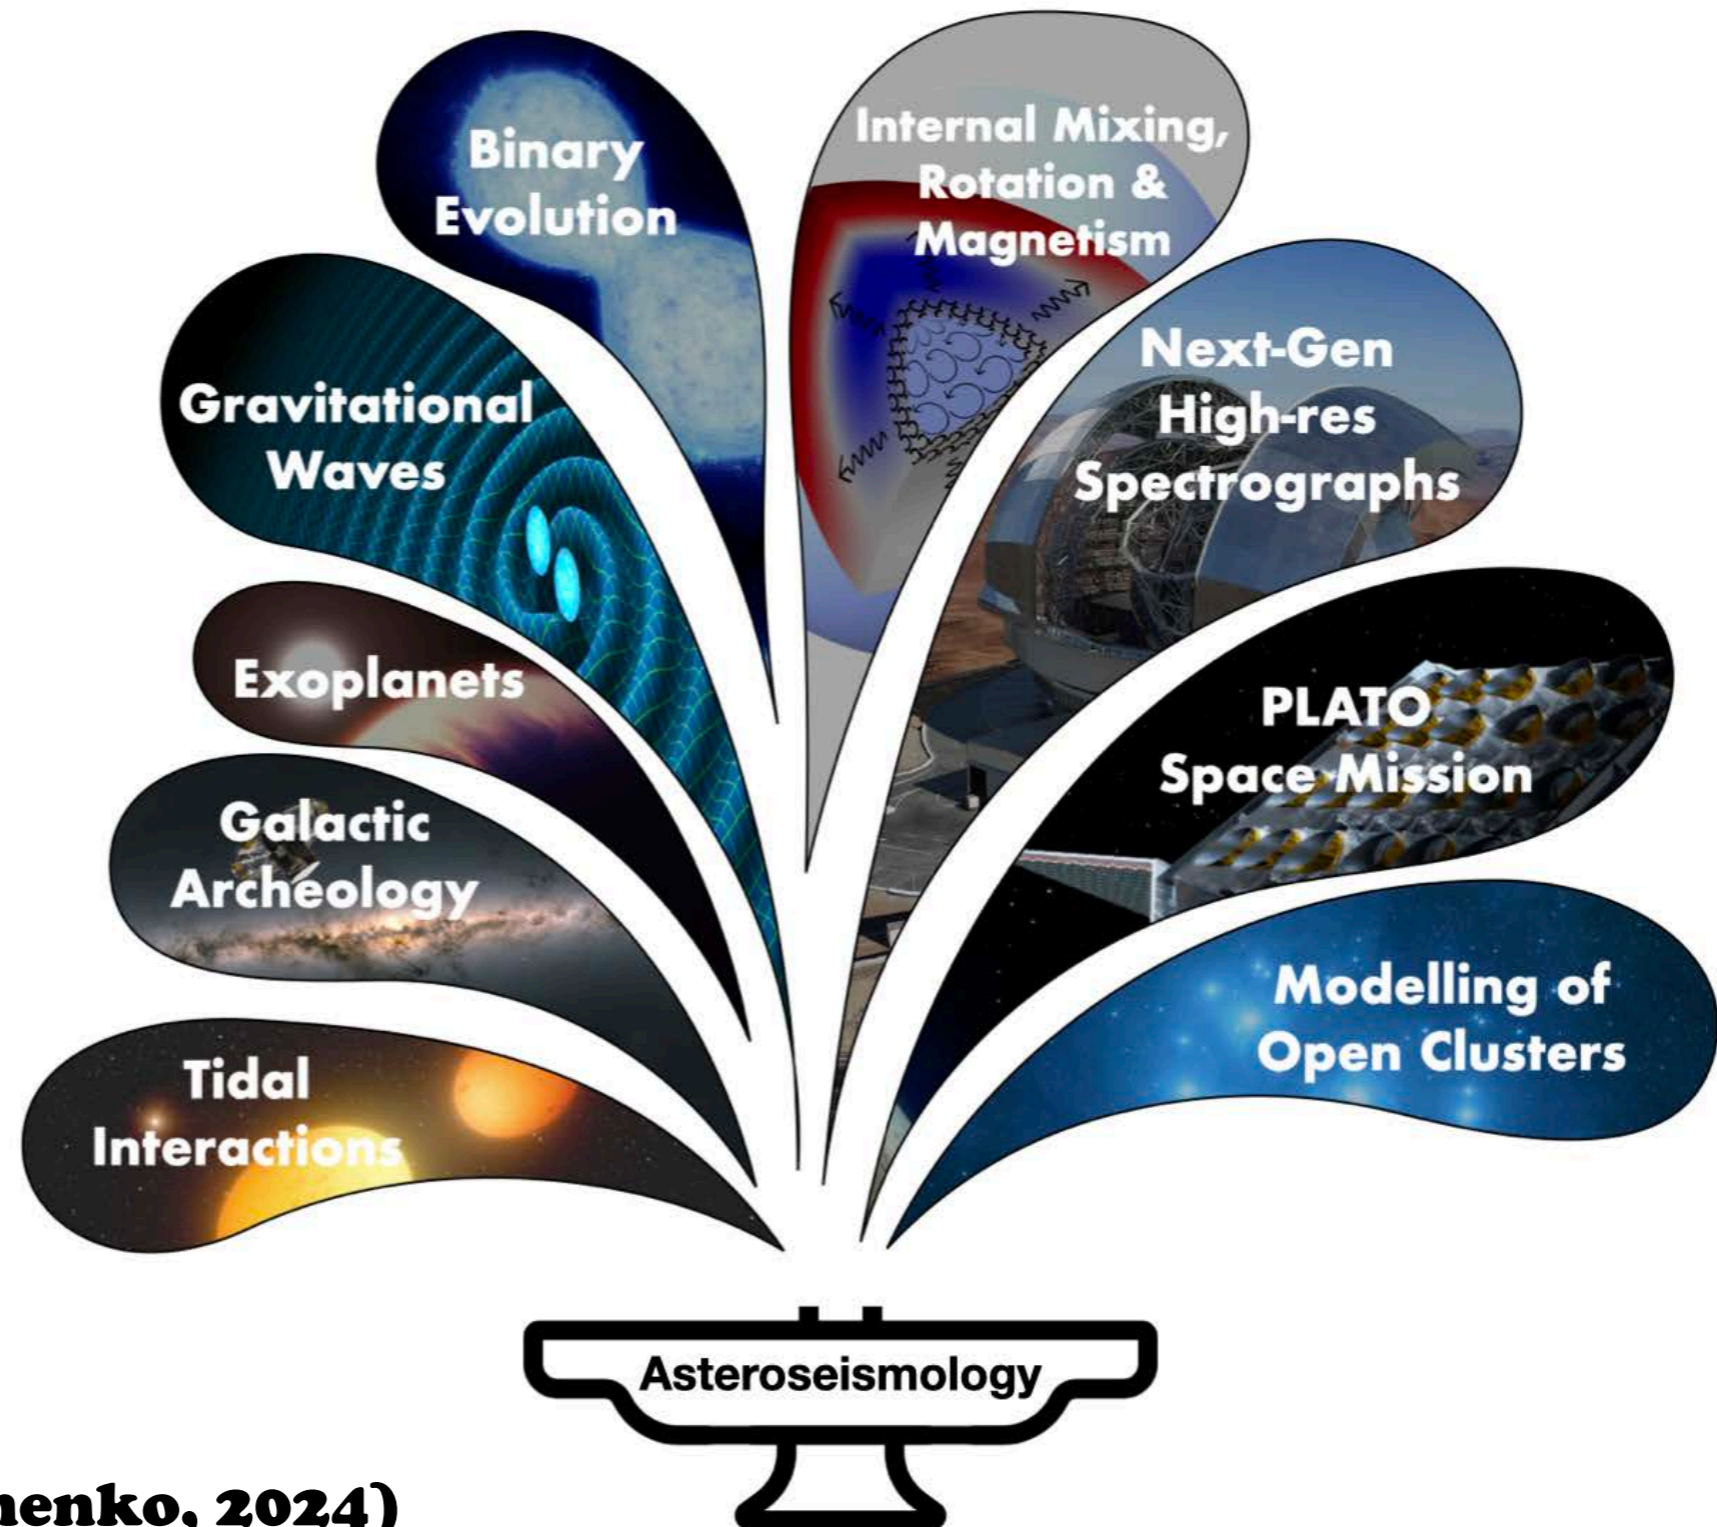 Binary
Evolution
Internal Mixing,
Rotation &
Magnetism
Gravitational
Waves
Next-Gen
High-res
Spectrographs
Exoplanets
PLATO
Space Mission
Galactic
Archeology
Modelling of
Open Clusters
Tidal
Interactions
Asteroseismology
2024)